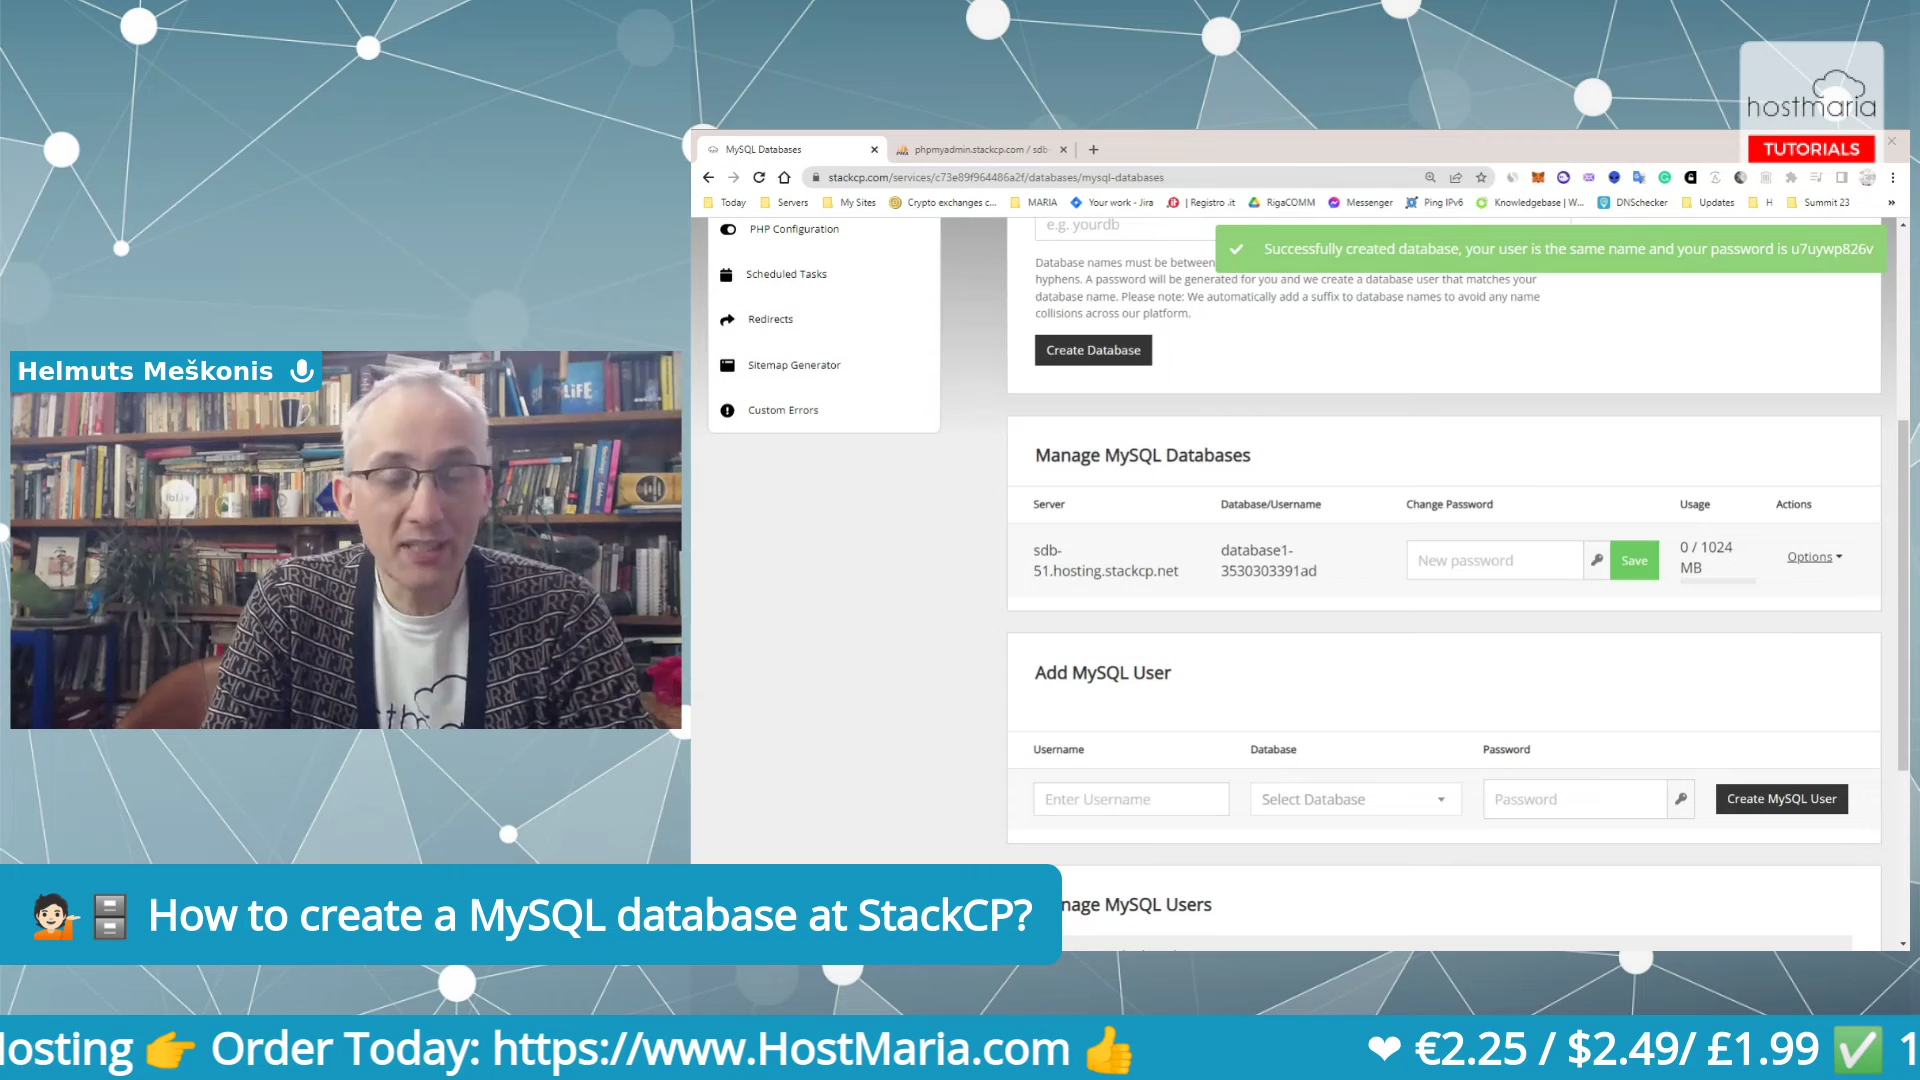 hostmaria
TUTORIALS
MySQL Databases
phpmyadmin.stackcp.com / sdb
stackcp.com/services/c73e89f964486a2f/databases/mysql-databases
Today
Servers
My Sites
Crypto exchanges c...
MARIA
Your work - Jira
| Registro .it
RigaCOMM
Messenger
Ping IPv6
Knowledgebase | W...
DNSchecker
Updates
H
Summit 23
»
PHP Configuration
Scheduled Tasks
Redirects
Sitemap Generator
Custom Errors
e.g. yourdb
Successfully created database, your user is the same name and your password is u7uywp826v
Database names must be between
hyphens. A password will be generated for you and we create a database user that matches your
database name. Please note: We automatically add a suffix to database names to avoid any name
collisions across our platform.
Create Database
Manage MySQL Databases
Server Database/Username Change Password Usage Actions
sdb-
51.hosting.stackcp.net
database1-
3530303391ad
New password
Save
0 / 1024
MB
Options
Add MySQL User
Username Database Password
Enter Username
Select Database
Password
Create MySQL User
nage MySQL Users
Helmuts Meškonis
LiFE
How to create a MySQL database at StackCP?
Hosting 👉 Order Today: https://www.HostMaria.com 👍
❤ €2.25 / $2.49/ £1.99 ✅ 1